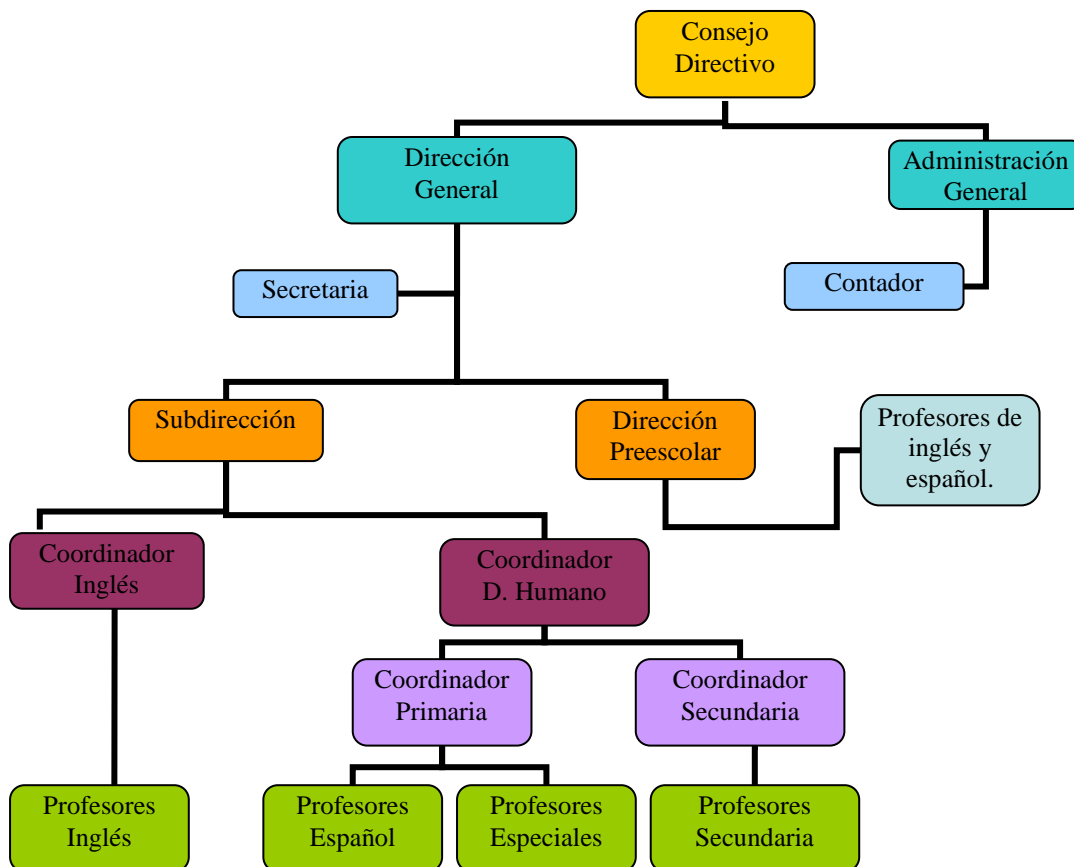 Consejo
Directivo
Dirección
General
Administración
General
Secretaria
Contador
Subdirección
Dirección
Preescolar
Profesores de
inglés y
español.
Coordinador
Inglés
Coordinador
D. Humano
Coordinador
Primaria
Coordinador
Secundaria
Profesores
Inglés
Profesores
Español
Profesores
Especiales
Profesores
Secundaria